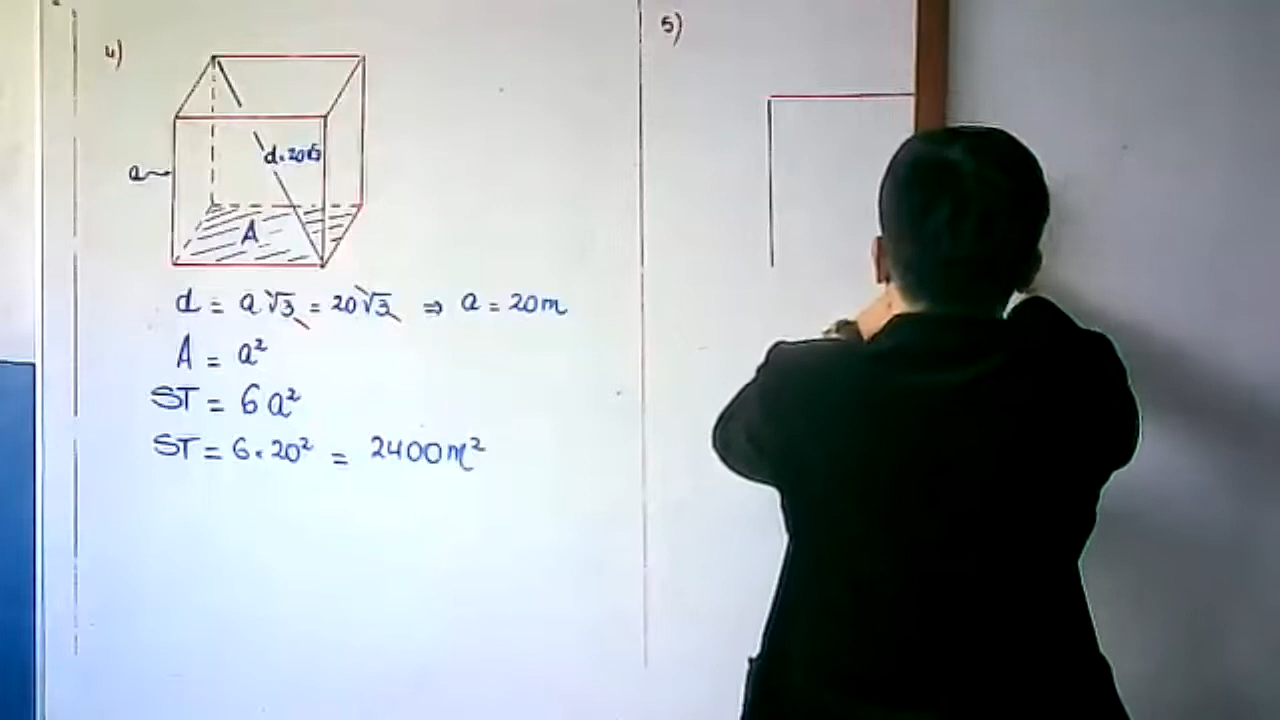 4)
a
d=20√3
A
d = a√3 = 20√3 ⇒ a = 20m
A = a²
ST = 6a²
ST = 6.20² = 2400m²
5)